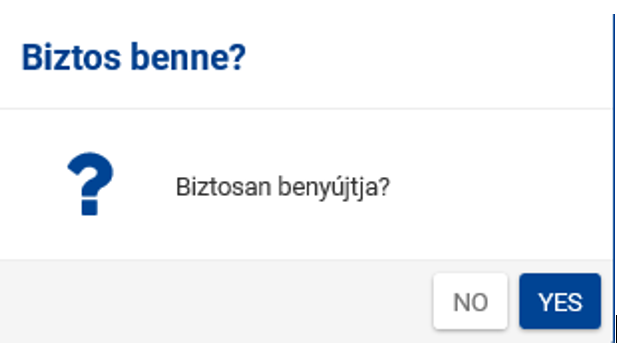 Biztos benne?
?
Biztosan benyújtja?
NO YES